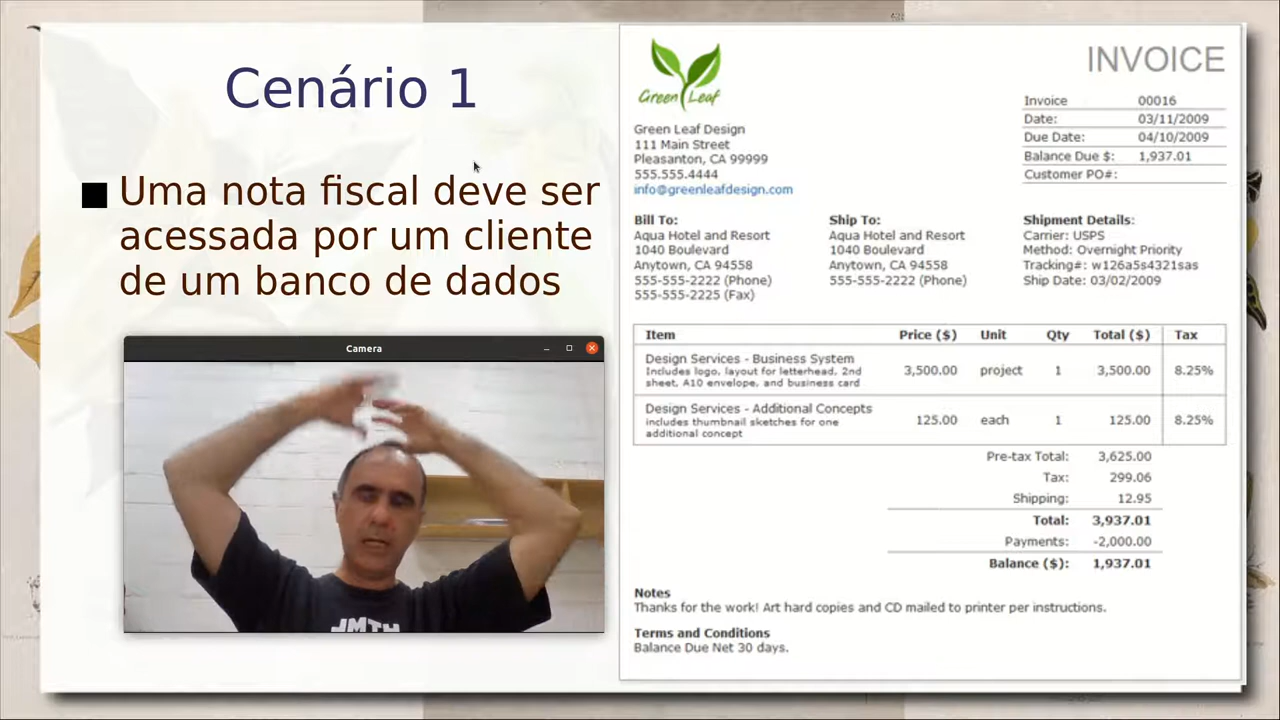 Cenário 1
Uma nota fiscal deve ser
acessada por um cliente
de um banco de dados
Camera
HTML
Green Leaf
INVOICE
Invoice 00016
Date: 03/11/2009
Due Date: 04/10/2009
Balance Due $: 1,937.01
Customer PO#:
Green Leaf Design
111 Main Street
Pleasanton, CA 99999
555.555.4444
info@greenleafdesign.com
Bill To:
Aqua Hotel and Resort
1040 Boulevard
Anytown, CA 94558
555-555-2222 (Phone)
555-555-2225 (Fax)
Ship To:
Aqua Hotel and Resort
1040 Boulevard
Anytown, CA 94558
555-555-2222 (Phone)
Shipment Details:
Carrier: USPS
Method: Overnight Priority
Tracking#: w126a5s4321sas
Ship Date: 03/02/2009
Item Price ($) Unit Qty Total ($) Tax
Design Services - Business System
Includes logo, layout for letterhead, 2nd
sheet, A10 envelope, and business card
3,500.00 project 1 3,500.00 8.25%
Design Services - Additional Concepts
includes thumbnail sketches for one
additional concept
125.00 each 1 125.00 8.25%
Pre-tax Total: 3,625.00
Tax: 299.06
Shipping: 12.95
Total: 3,937.01
Payments: -2,000.00
Balance ($): 1,937.01
Notes
Thanks for the work! Art hard copies and CD mailed to printer per instructions.
Terms and Conditions
Balance Due Net 30 days.